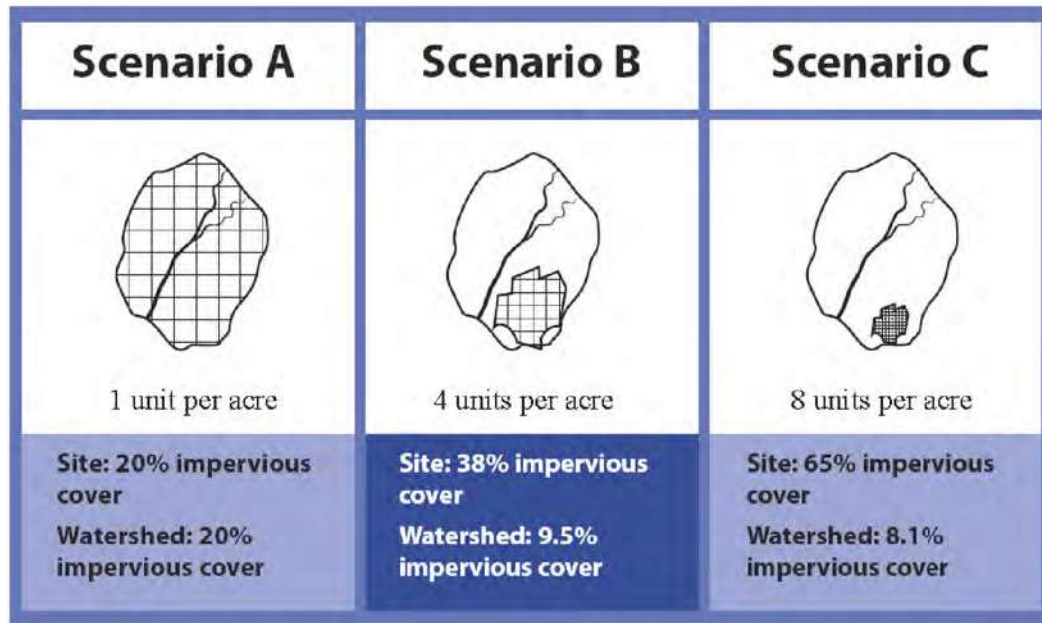 Scenario A
Scenario B
Scenario C
1 unit per acre
4 units per acre
8 units per acre
Site: 20% impervious
cover
Watershed: 20%
impervious cover
Site: 38% impervious
cover
Watershed: 9.5%
impervious cover
Site: 65% impervious
cover
Watershed: 8.1%
impervious cover